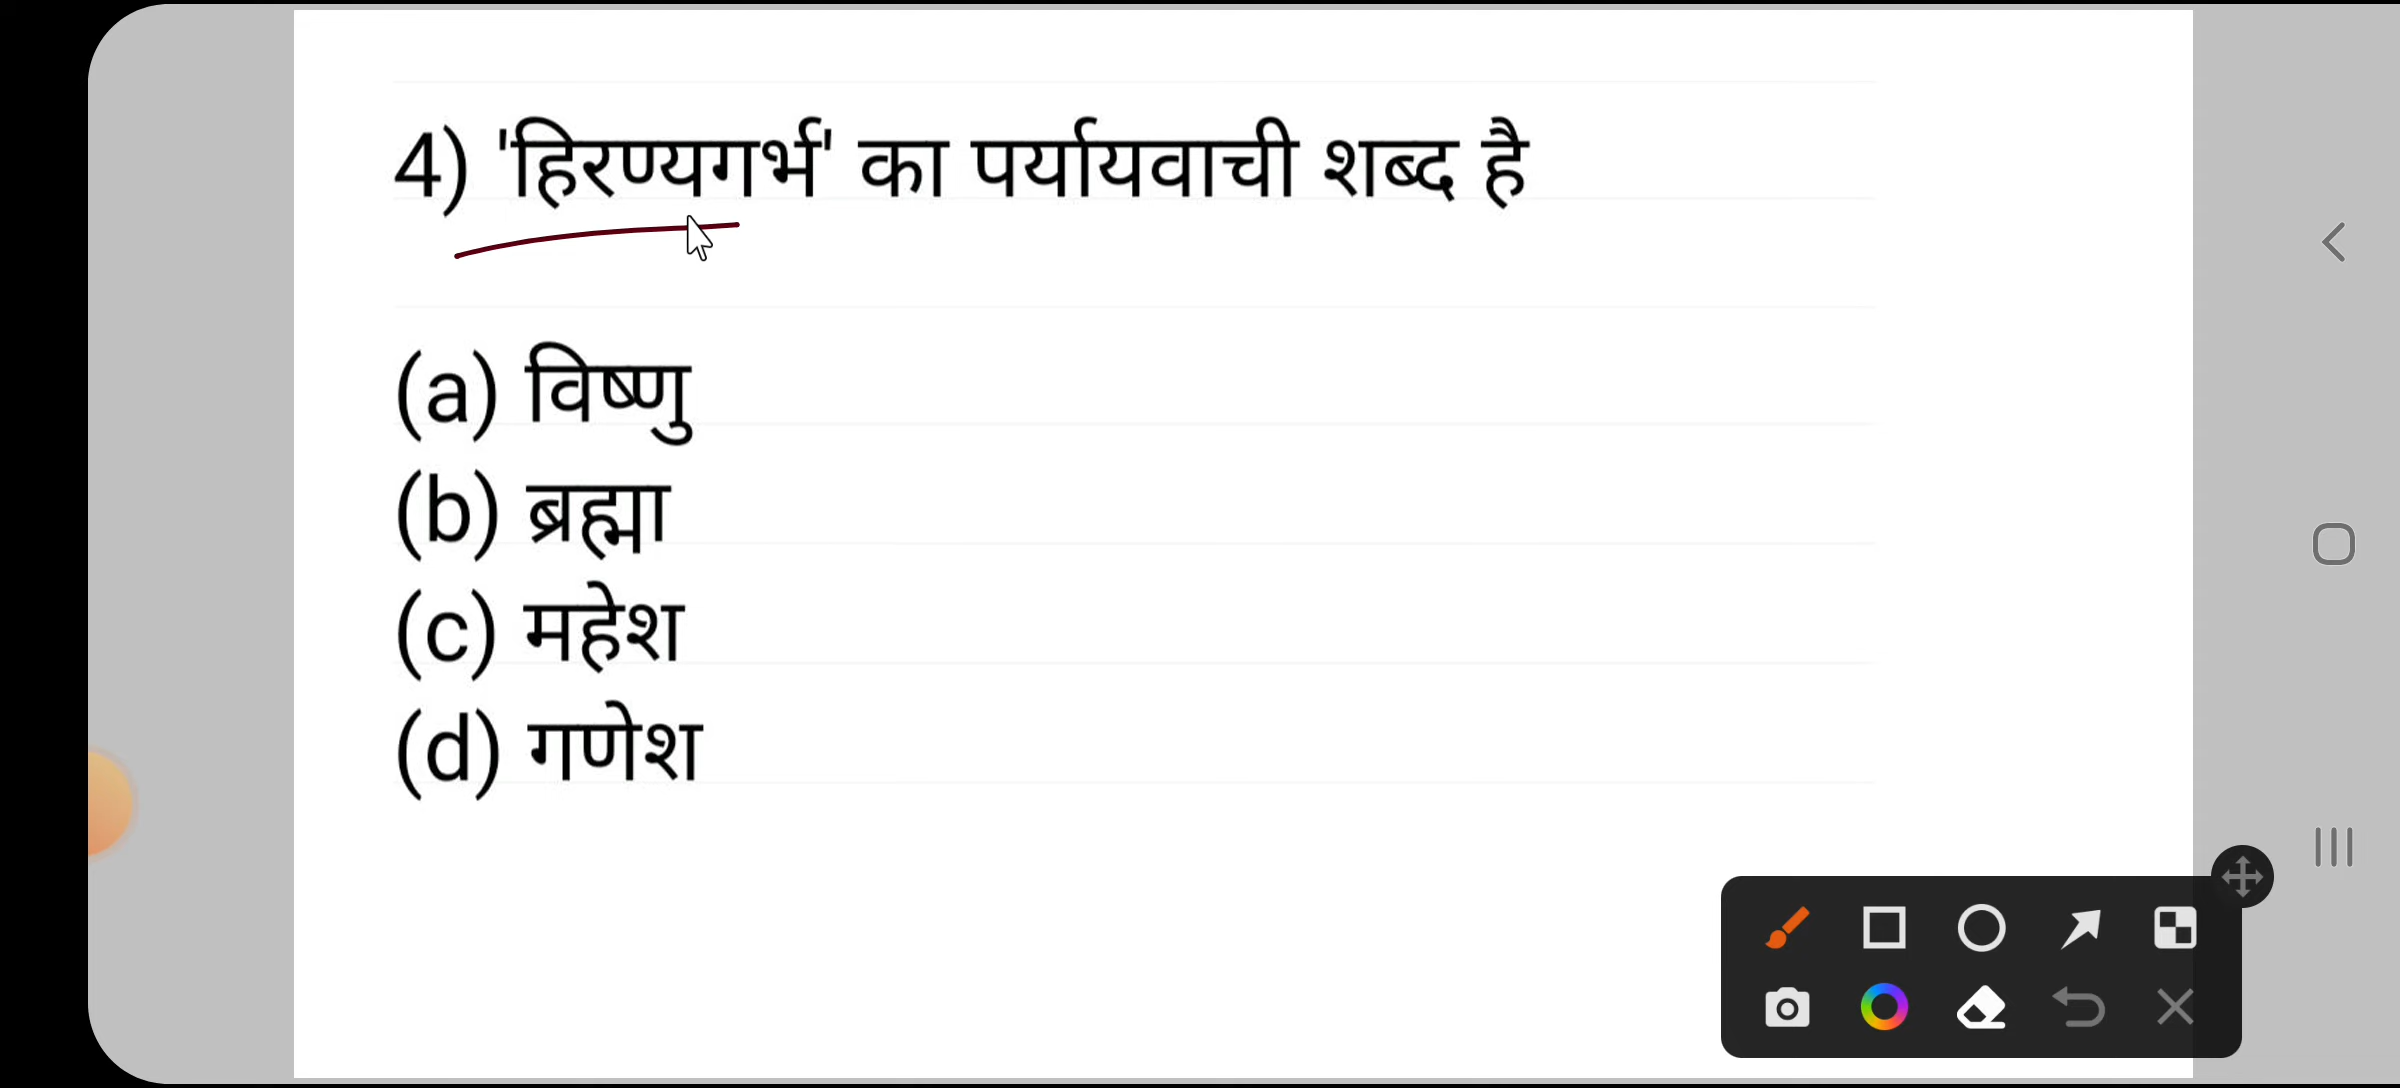 4) 'हिरण्यगर्भ' का पर्यायवाची शब्द है
(a) विष्णु
(b) ब्रह्मा
(c) महेश
(d) गणेश